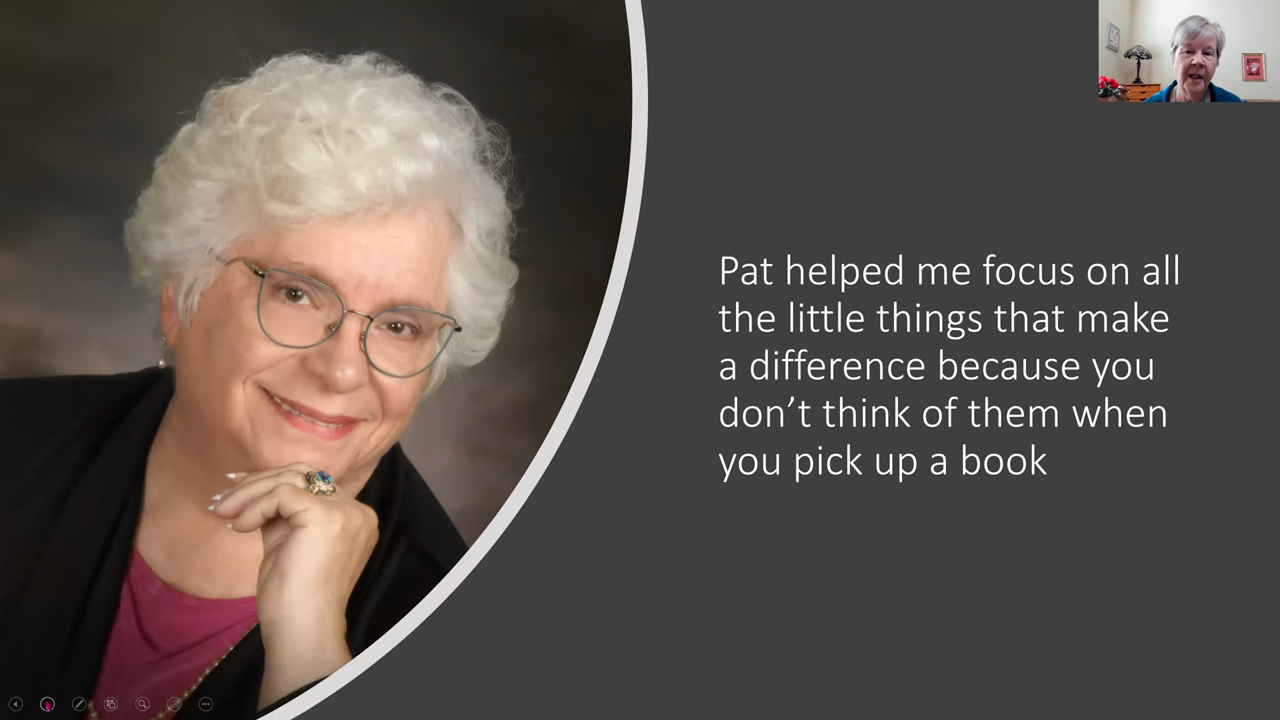 Pat helped me focus on all
the little things that make
a difference because you
don’t think of them when
you pick up a book